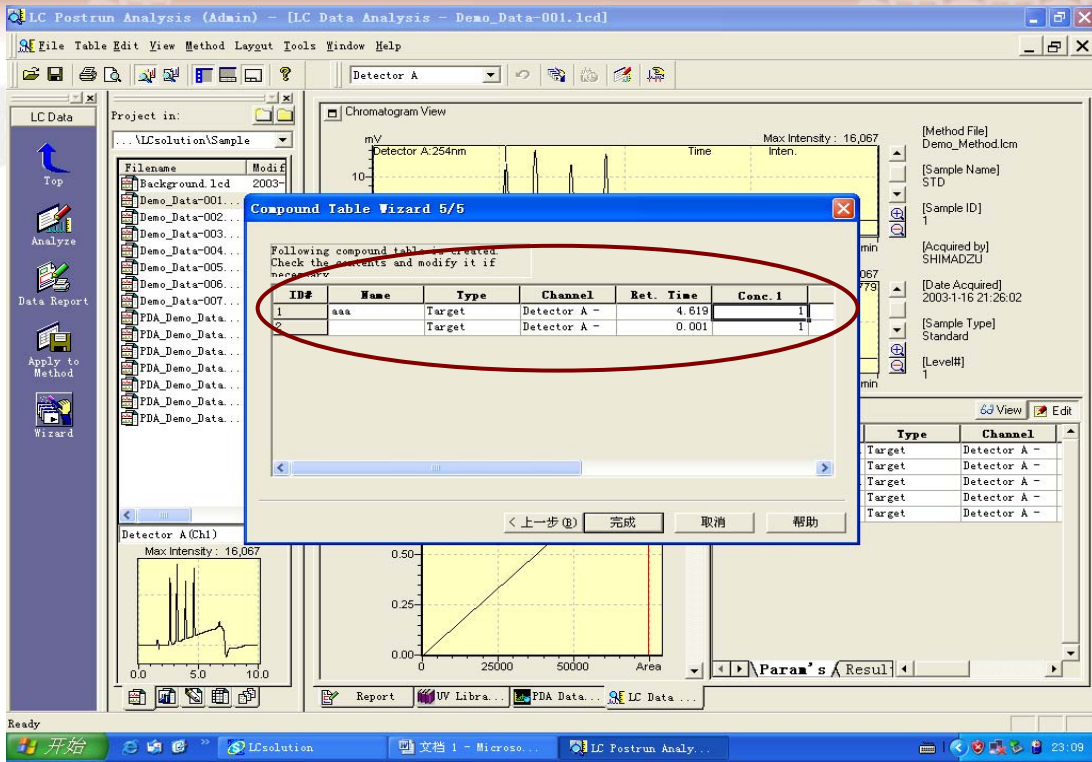 LC Postrun Analysis (Admin) - [LC Data Analysis - Demo_Data-001.lcd]
File Table Edit View Method Layout Tools Window Help
Detector A
LC Data
Top
Analyze
Data Report
Apply to
Method
Wizard
Project in:
...\LCsolution\Sample
Filename Modif
Background.lcd 2003-
Demo_Data-001...
Demo_Data-002...
Demo_Data-003...
Demo_Data-004...
Demo_Data-005...
Demo_Data-006...
Demo_Data-007...
PDA_Demo_Data...
PDA_Demo_Data...
PDA_Demo_Data...
PDA_Demo_Data...
PDA_Demo_Data...
PDA_Demo_Data...
PDA_Demo_Data...
Detector A(Ch1)
Max Intensity : 16,067
0.0 5.0 10.0
Chromatogram View
mV
Detector A:254nm
Max Intensity : 16,067
Time Inten.
10
min
067
779
min
[Method File]
Demo_Method.lcm
[Sample Name]
STD
[Sample ID]
1
[Acquired by]
SHIMADZU
[Date Acquired]
2003-1-16 21:26:02
[Sample Type]
Standard
[Level#]
1
Compound Table Wizard 5/5
Following compound table is created.
Check the contents and modify it if
necessary.
ID# Name Type Channel Ret. Time Conc.1
1 aaa Target Detector A - 4.619 1
2 Target Detector A - 0.001 1
<上一步(B) 完成 取消 帮助
View Edit
Type Channel
Target Detector A -
Target Detector A -
Target Detector A -
Target Detector A -
Target Detector A -
0.50
0.25
0.00
0 25000 50000 Area
Param's Resul
Report UV Libra... PDA Data... LC Data ...
Ready
开始 LCsolution 文档 1 - Microso... LC Postrun Analy... 23:09